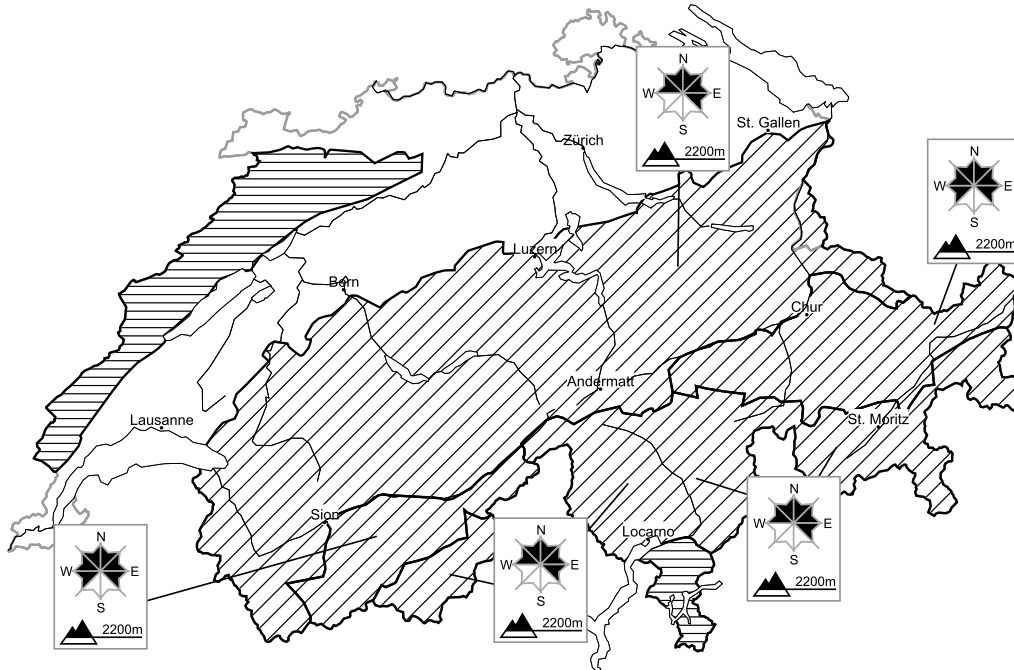 N
W E
S
2200m
St. Gallen
Zürich
N
W E
S
2200m
Luzern
Bern
Chur
Andermatt
Lausanne
St. Moritz
N
W E
S
2200m
Sion
N
W E
S
2200m
Locarno
N
W E
S
2200m